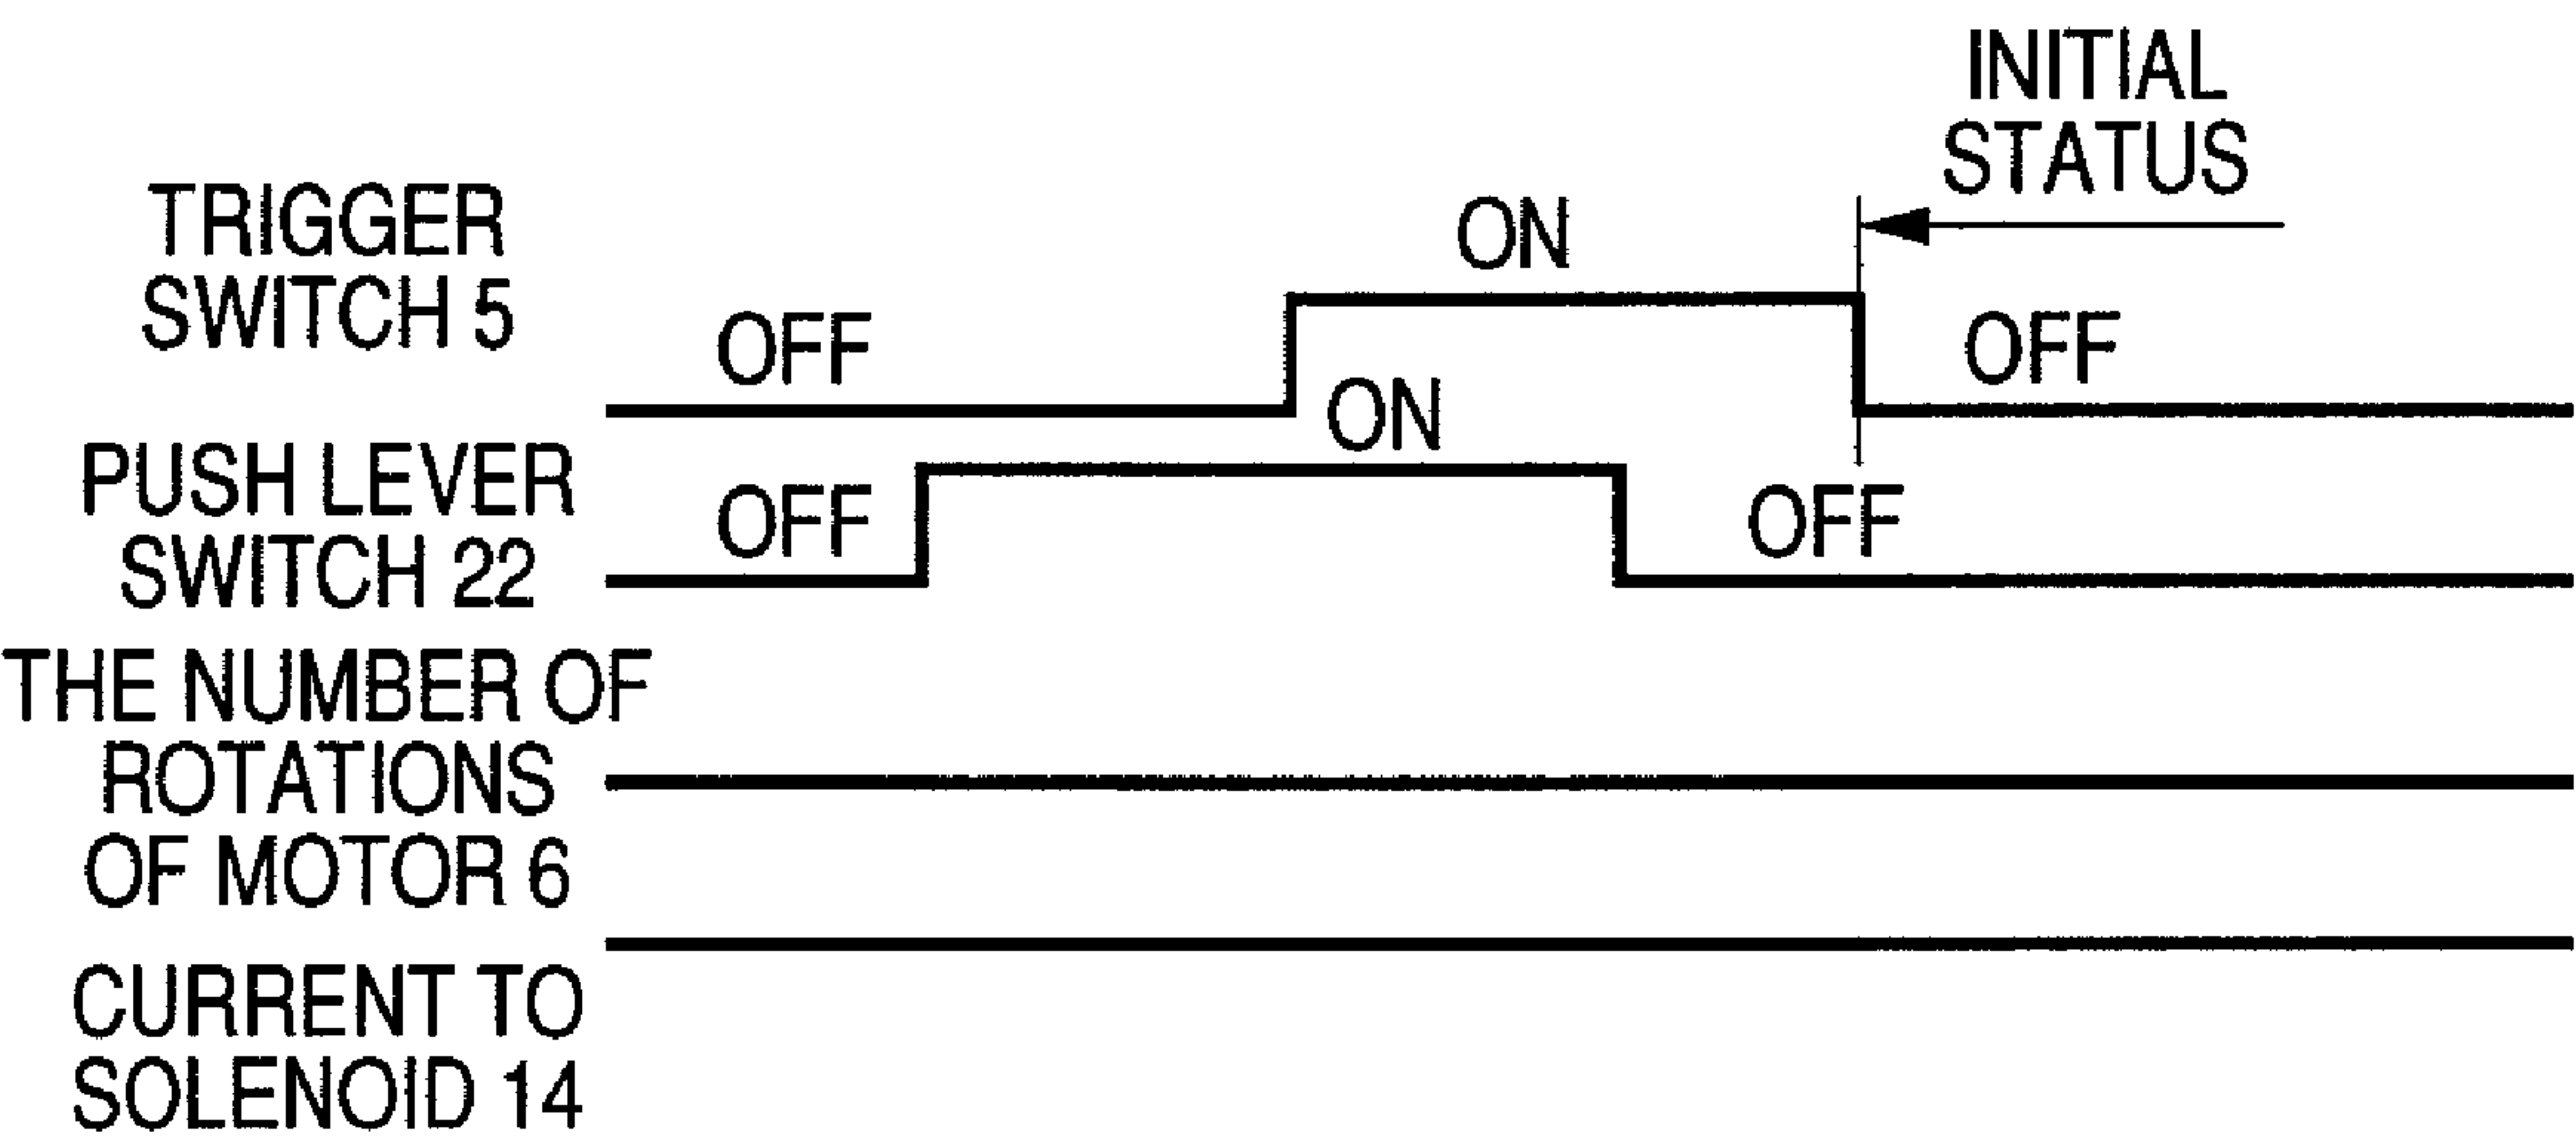 INITIAL
STATUS
TRIGGER
SWITCH 5
OFF
ON
OFF
PUSH LEVER
SWITCH 22
OFF
ON
OFF
THE NUMBER OF
ROTATIONS
OF MOTOR 6
CURRENT TO
SOLENOID 14